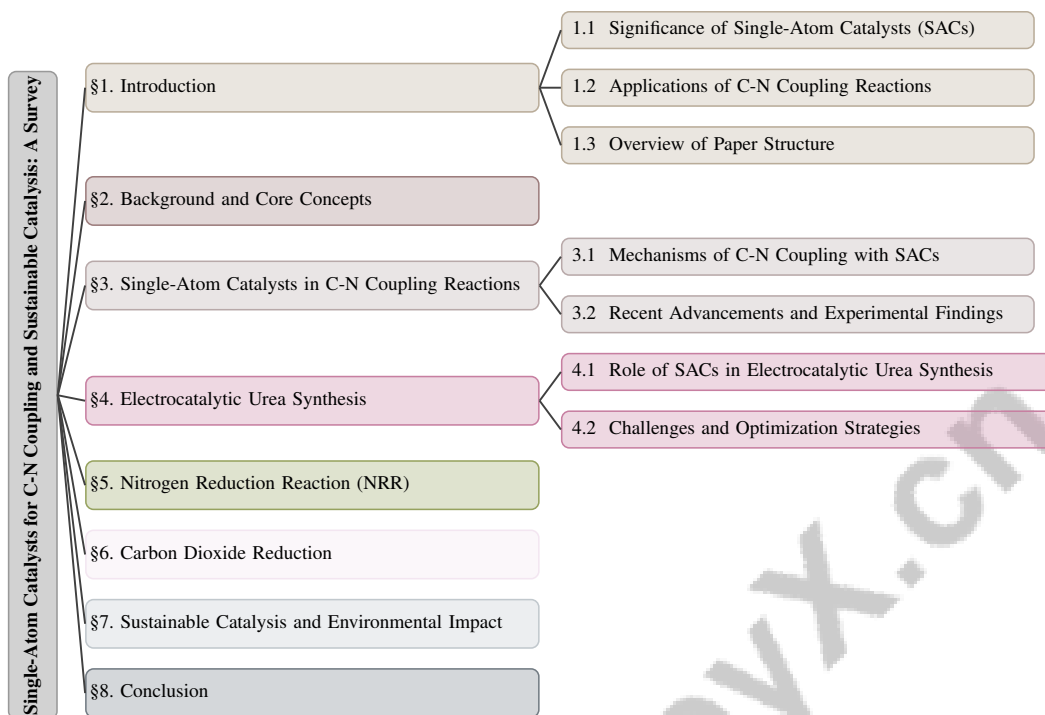 Single-Atom Catalysts for C-N Coupling and Sustainable Catalysis: A Survey
§1. Introduction
1.1 Significance of Single-Atom Catalysts (SACs)
1.2 Applications of C-N Coupling Reactions
1.3 Overview of Paper Structure
§2. Background and Core Concepts
§3. Single-Atom Catalysts in C-N Coupling Reactions
3.1 Mechanisms of C-N Coupling with SACs
3.2 Recent Advancements and Experimental Findings
§4. Electrocatalytic Urea Synthesis
4.1 Role of SACs in Electrocatalytic Urea Synthesis
4.2 Challenges and Optimization Strategies
§5. Nitrogen Reduction Reaction (NRR)
§6. Carbon Dioxide Reduction
§7. Sustainable Catalysis and Environmental Impact
§8. Conclusion